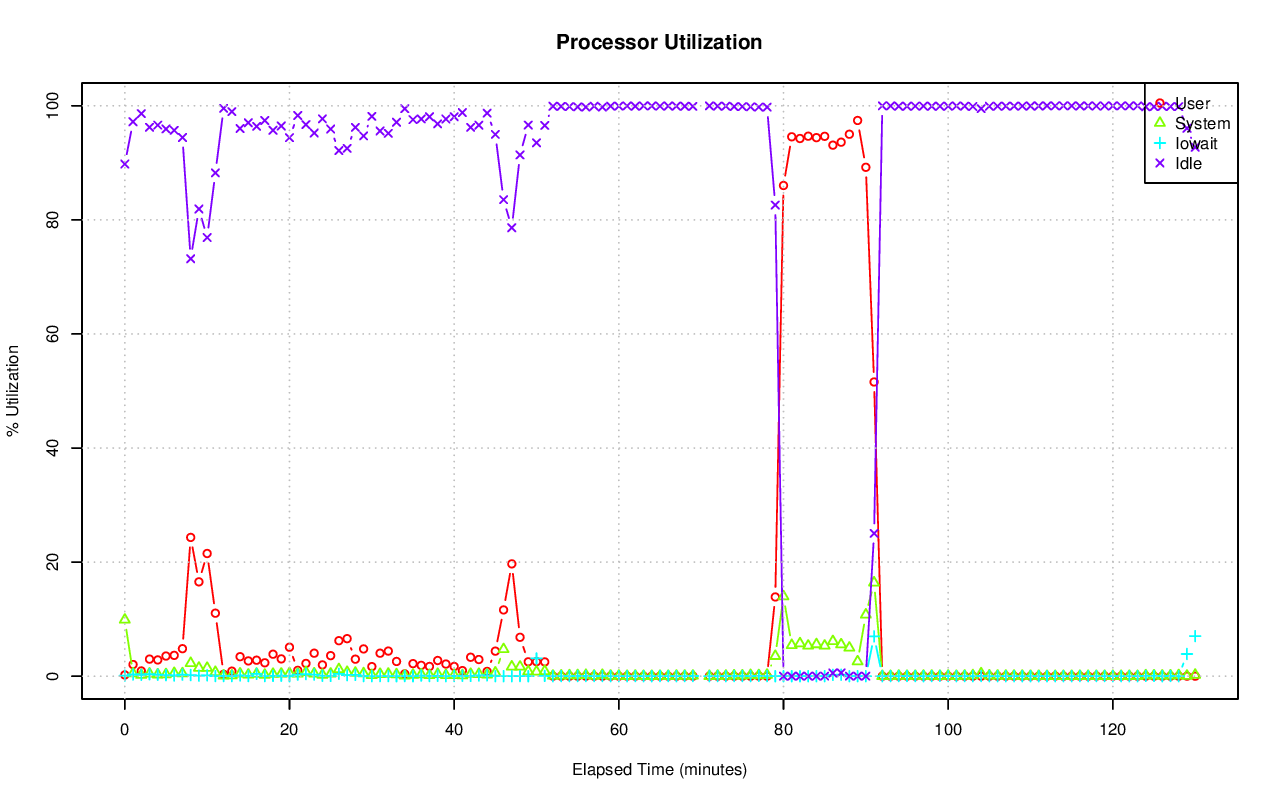 Processor Utilization
100
80
60
40
20
0
% Utilization
User
System
Iowait
Idle
0 20 40 60 80 100 120
Elapsed Time (minutes)